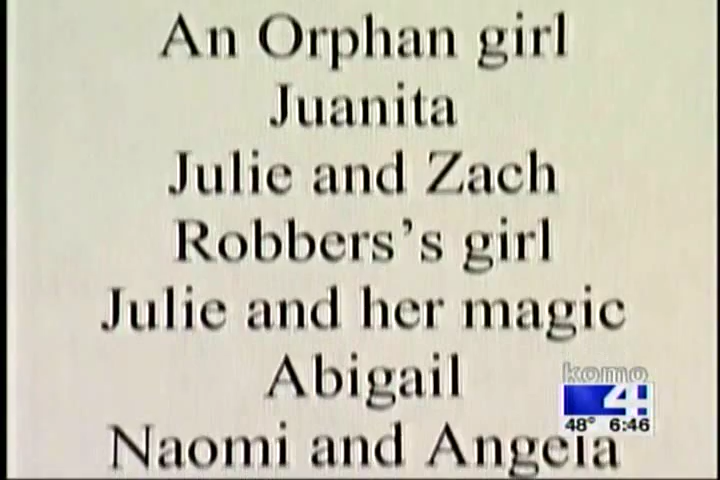 An Orphan girl
Juanita
Julie and Zach
Robbers's girl
Julie and her magic
Abigail
Naomi and Angela
komo
4
48° 6:46